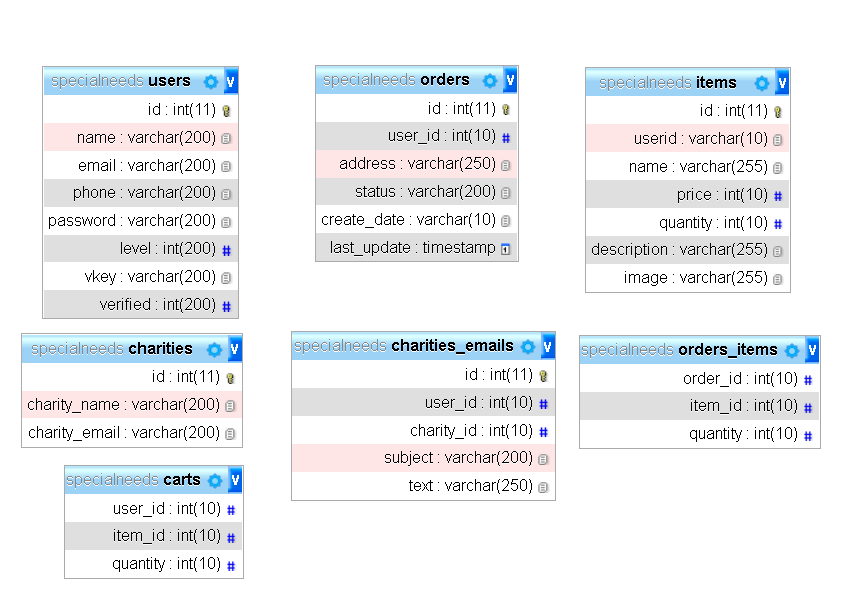 specialneeds users
id : int(11)
name : varchar(200)
email : varchar(200)
phone : varchar(200)
password : varchar(200)
level : int(200)
vkey : varchar(200)
verified : int(200)
specialneeds orders
id : int(11)
user_id : int(10)
address : varchar(250)
status : varchar(200)
create_date : varchar(10)
last_update : timestamp
specialneeds items
id : int(11)
userid : varchar(10)
name : varchar(255)
price : int(10)
quantity : int(10)
description : varchar(255)
image : varchar(255)
specialneeds charities
id : int(11)
charity_name : varchar(200)
charity_email : varchar(200)
specialneeds charities_emails
id : int(11)
user_id : int(10)
charity_id : int(10)
subject : varchar(200)
text : varchar(250)
specialneeds orders_items
order_id : int(10)
item_id : int(10)
quantity : int(10)
specialneeds carts
user_id : int(10)
item_id : int(10)
quantity : int(10)